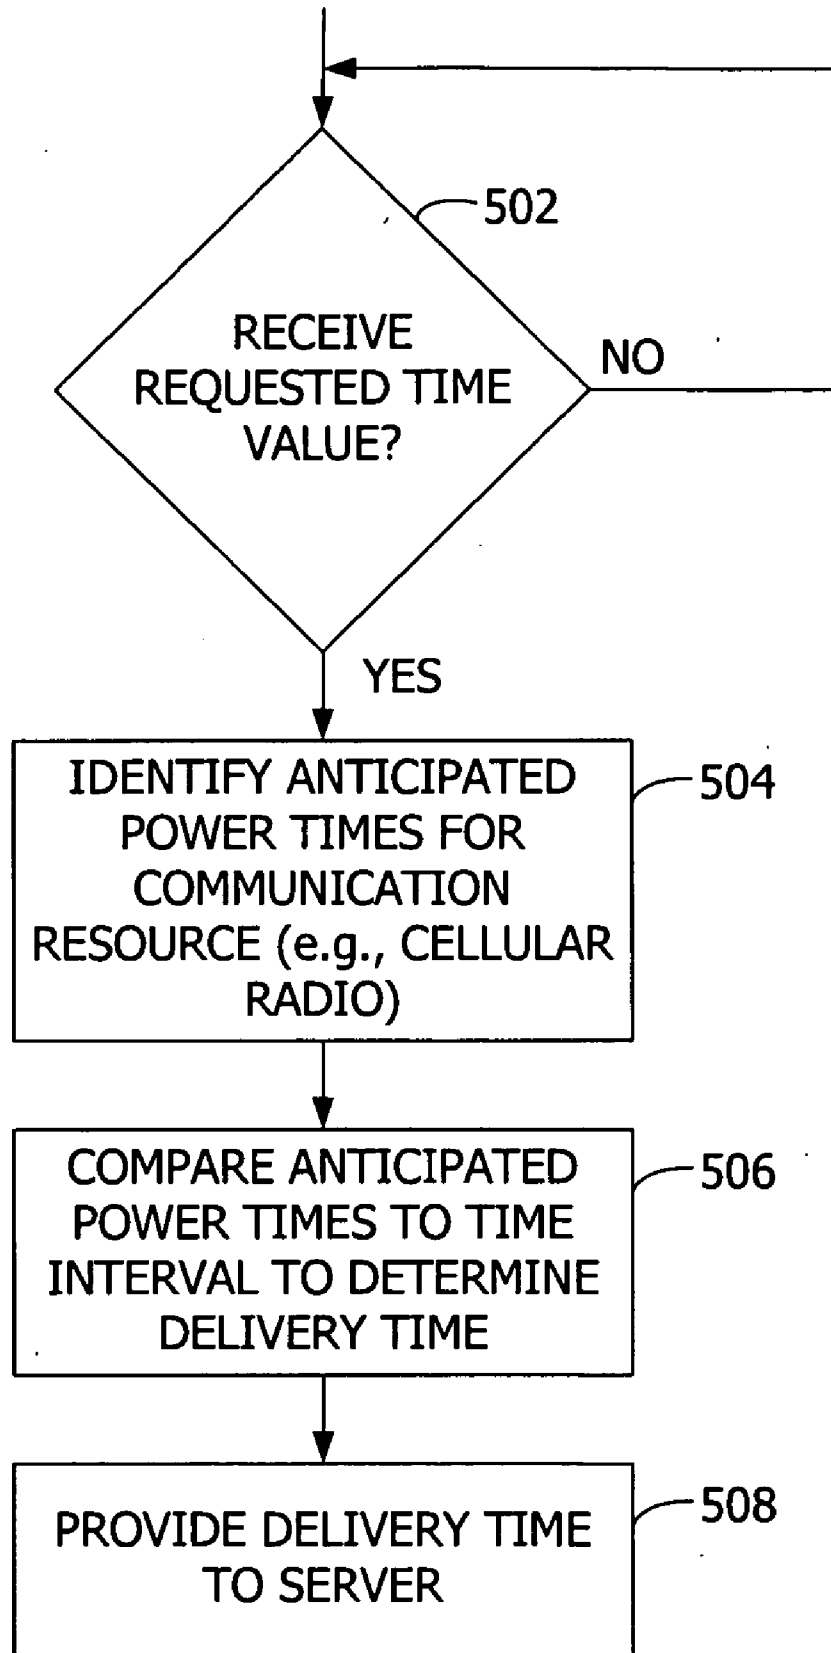 502
RECEIVE
REQUESTED TIME
VALUE?
NO
YES
IDENTIFY ANTICIPATED
POWER TIMES FOR
COMMUNICATION
RESOURCE (e.g., CELLULAR
RADIO)
504
COMPARE ANTICIPATED
POWER TIMES TO TIME
INTERVAL TO DETERMINE
DELIVERY TIME
506
PROVIDE DELIVERY TIME
TO SERVER
508